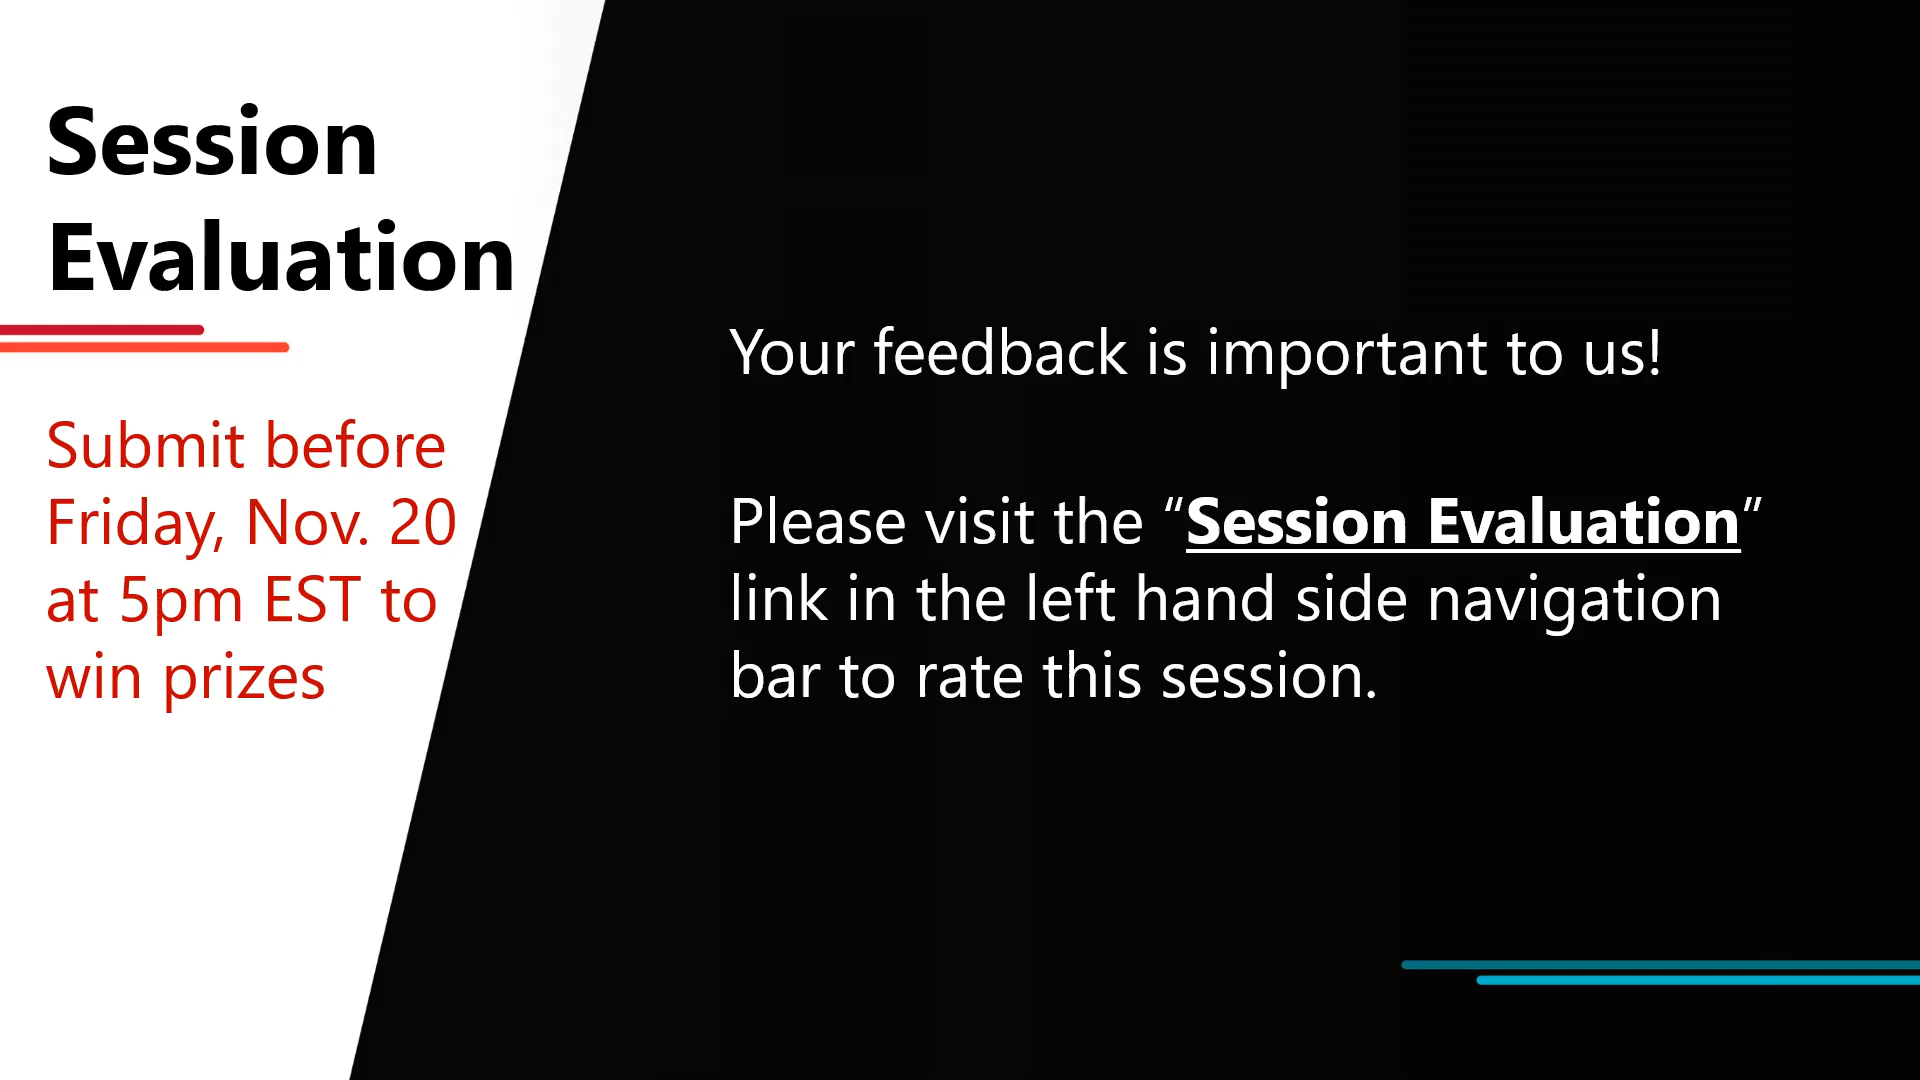 Session
Evaluation
Submit before
Friday, Nov. 20
at 5pm EST to
win prizes
Your feedback is important to us!
Please visit the “Session Evaluation”
link in the left hand side navigation
bar to rate this session.